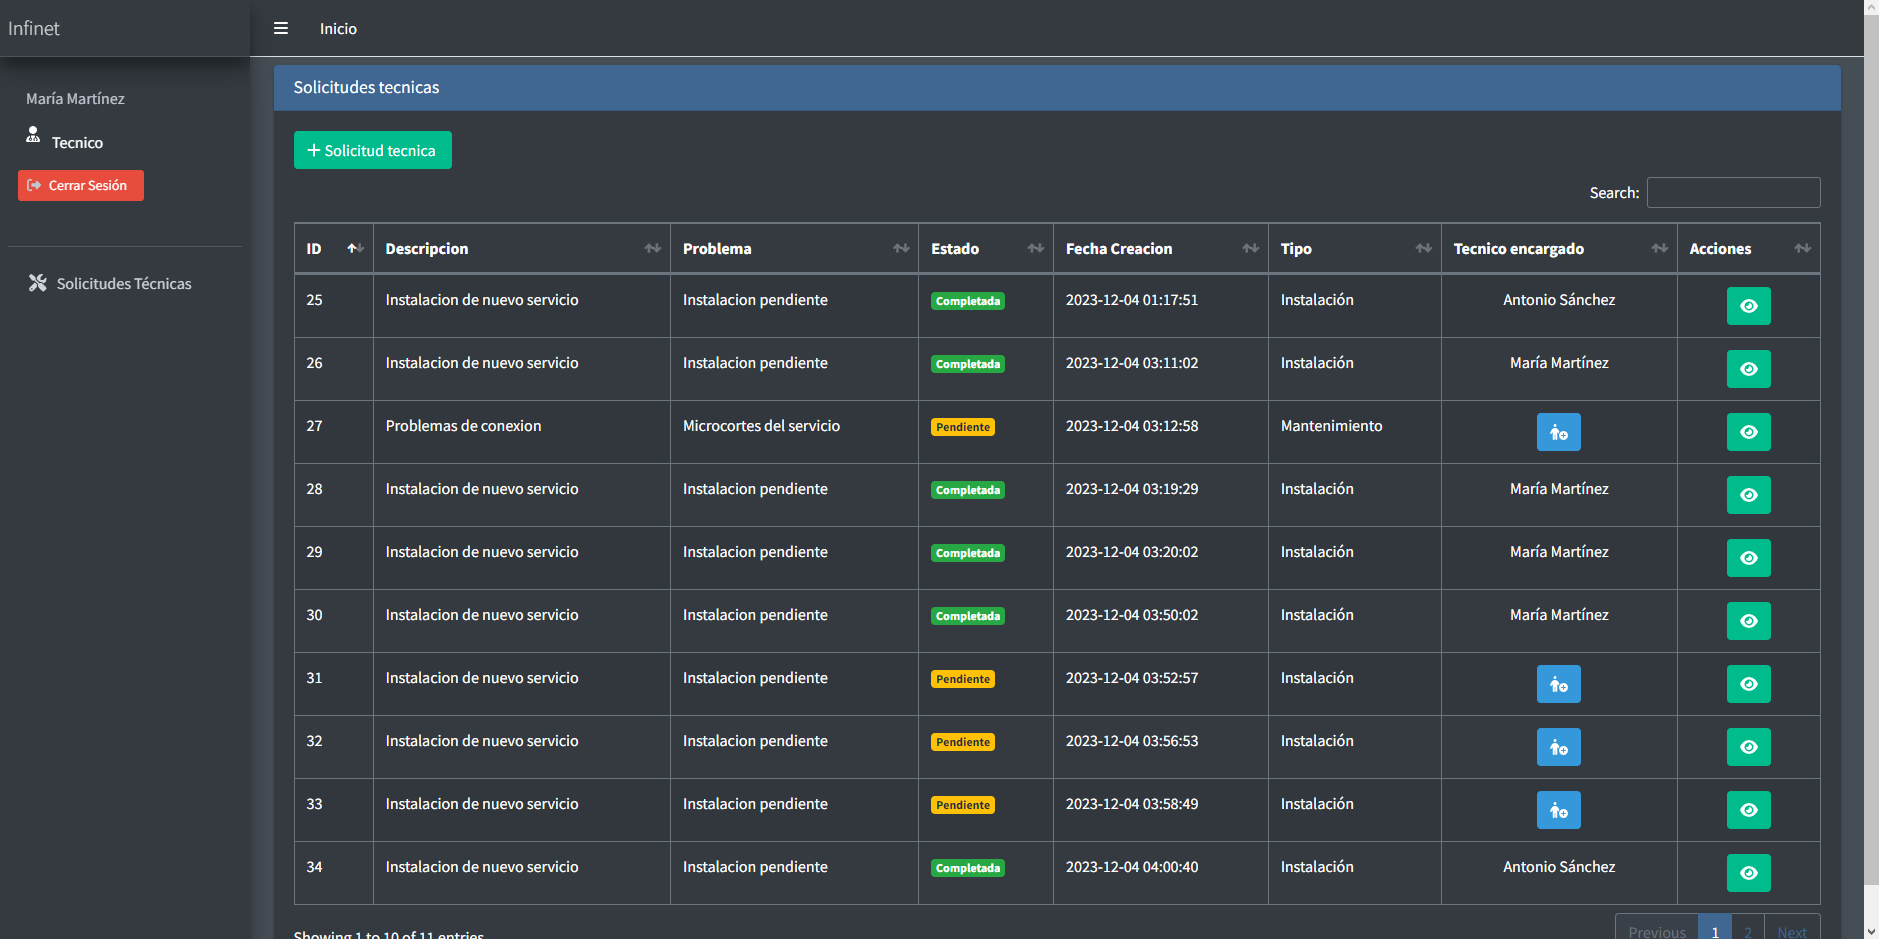 Infinet
Inicio
María Martínez
Tecnico
Cerrar Sesión
Solicitudes Técnicas
Solicitudes tecnicas
+ Solicitud tecnica
Search:
ID Descripcion Problema Estado Fecha Creacion Tipo Tecnico encargado Acciones
25 Instalacion de nuevo servicio Instalacion pendiente Completada 2023-12-04 01:17:51 Instalación Antonio Sánchez
26 Instalacion de nuevo servicio Instalacion pendiente Completada 2023-12-04 03:11:02 Instalación María Martínez
27 Problemas de conexion Microcortes del servicio Pendiente 2023-12-04 03:12:58 Mantenimiento
28 Instalacion de nuevo servicio Instalacion pendiente Completada 2023-12-04 03:19:29 Instalación María Martínez
29 Instalacion de nuevo servicio Instalacion pendiente Completada 2023-12-04 03:20:02 Instalación María Martínez
30 Instalacion de nuevo servicio Instalacion pendiente Completada 2023-12-04 03:50:02 Instalación María Martínez
31 Instalacion de nuevo servicio Instalacion pendiente Pendiente 2023-12-04 03:52:57 Instalación
32 Instalacion de nuevo servicio Instalacion pendiente Pendiente 2023-12-04 03:56:53 Instalación
33 Instalacion de nuevo servicio Instalacion pendiente Pendiente 2023-12-04 03:58:49 Instalación
34 Instalacion de nuevo servicio Instalacion pendiente Completada 2023-12-04 04:00:40 Instalación Antonio Sánchez
Showing 1 to 10 of 11 entries
Previous 1 2 Next